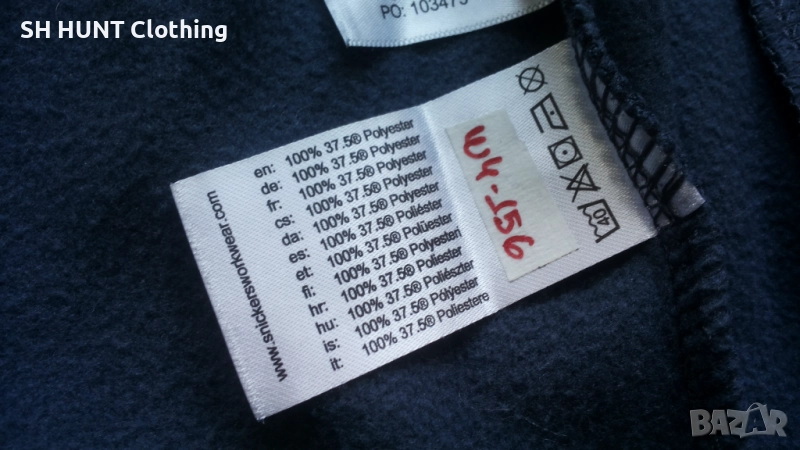 SH HUNT Clothing
PO: 103475
en: 100% 37.5® Polyester
de: 100% 37.5® Polyester
fr: 100% 37.5® Polyester
cs: 100% 37.5® Polyester
da: 100% 37.5® Polyester
es: 100% 37.5® Poliéster
et: 100% 37.5® Polüester
fi: 100% 37.5® Polyesteri
hr: 100% 37.5® Poliester
hu: 100% 37.5® Poliészter
is: 100% 37.5® Pólýester
it: 100% 37.5® Poliestere
www.snickersworkwear.com
40
BAZAR